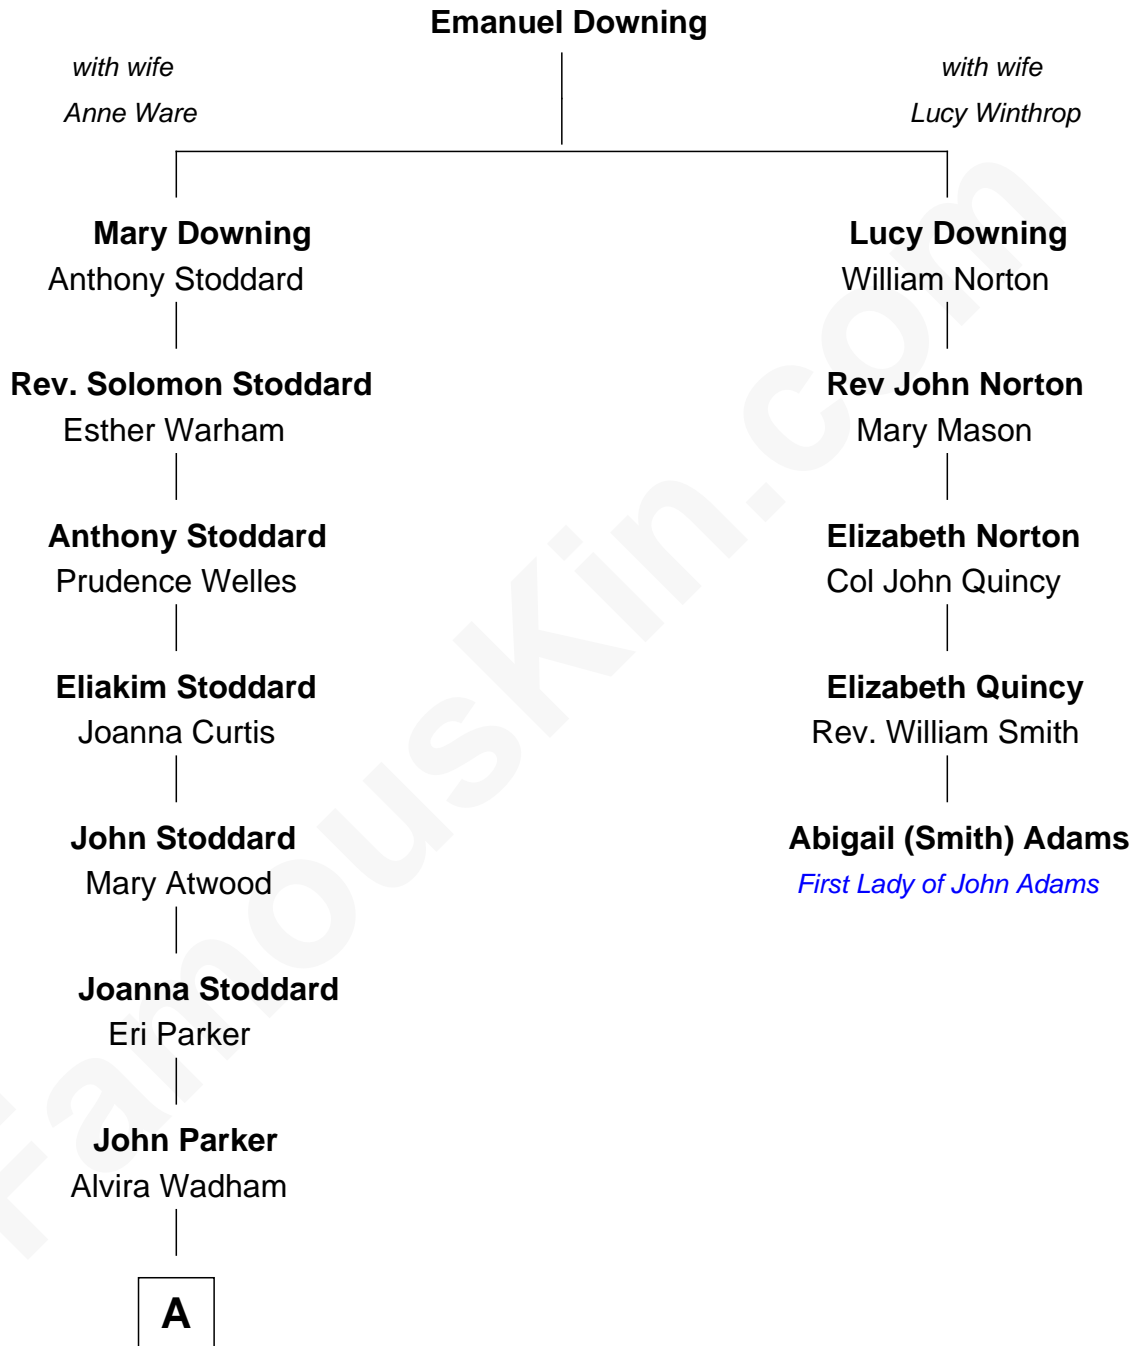 Emanuel Downing
with wife
Anne Ware
with wife
Lucy Winthrop
Mary Downing
Anthony Stoddard
Lucy Downing
William Norton
Rev. Solomon Stoddard
Esther Warham
Rev John Norton
Mary Mason
Anthony Stoddard
Prudence Welles
Elizabeth Norton
Col John Quincy
Eliakim Stoddard
Joanna Curtis
Elizabeth Quincy
Rev. William Smith
John Stoddard
Mary Atwood
Abigail (Smith) Adams
First Lady of John Adams
Joanna Stoddard
Eri Parker
John Parker
Alvira Wadham
A
FamousKin.com